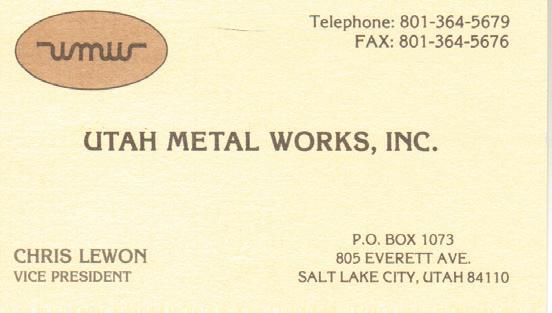 umw
Telephone: 801-364-5679
FAX: 801-364-5676
UTAH METAL WORKS, INC.
CHRIS LEWON
VICE PRESIDENT
P.O. BOX 1073
805 EVERETT AVE.
SALT LAKE CITY, UTAH 84110